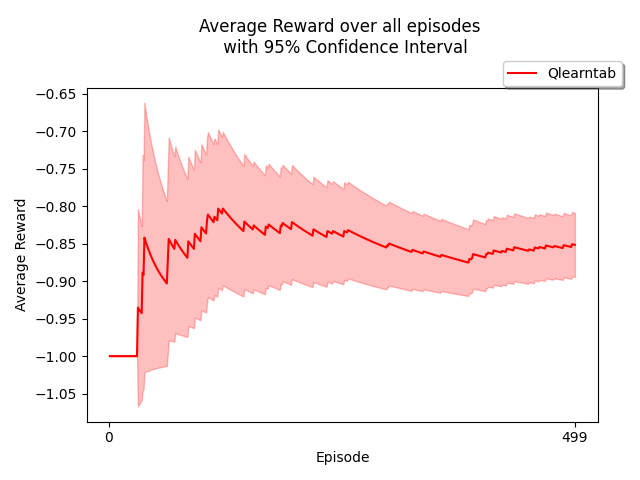 Average Reward over all episodes
with 95% Confidence Interval
Qlearntab
−0.65
−0.70
−0.75
−0.80
−0.85
−0.90
−0.95
−1.00
−1.05
Average Reward
0
499
Episode